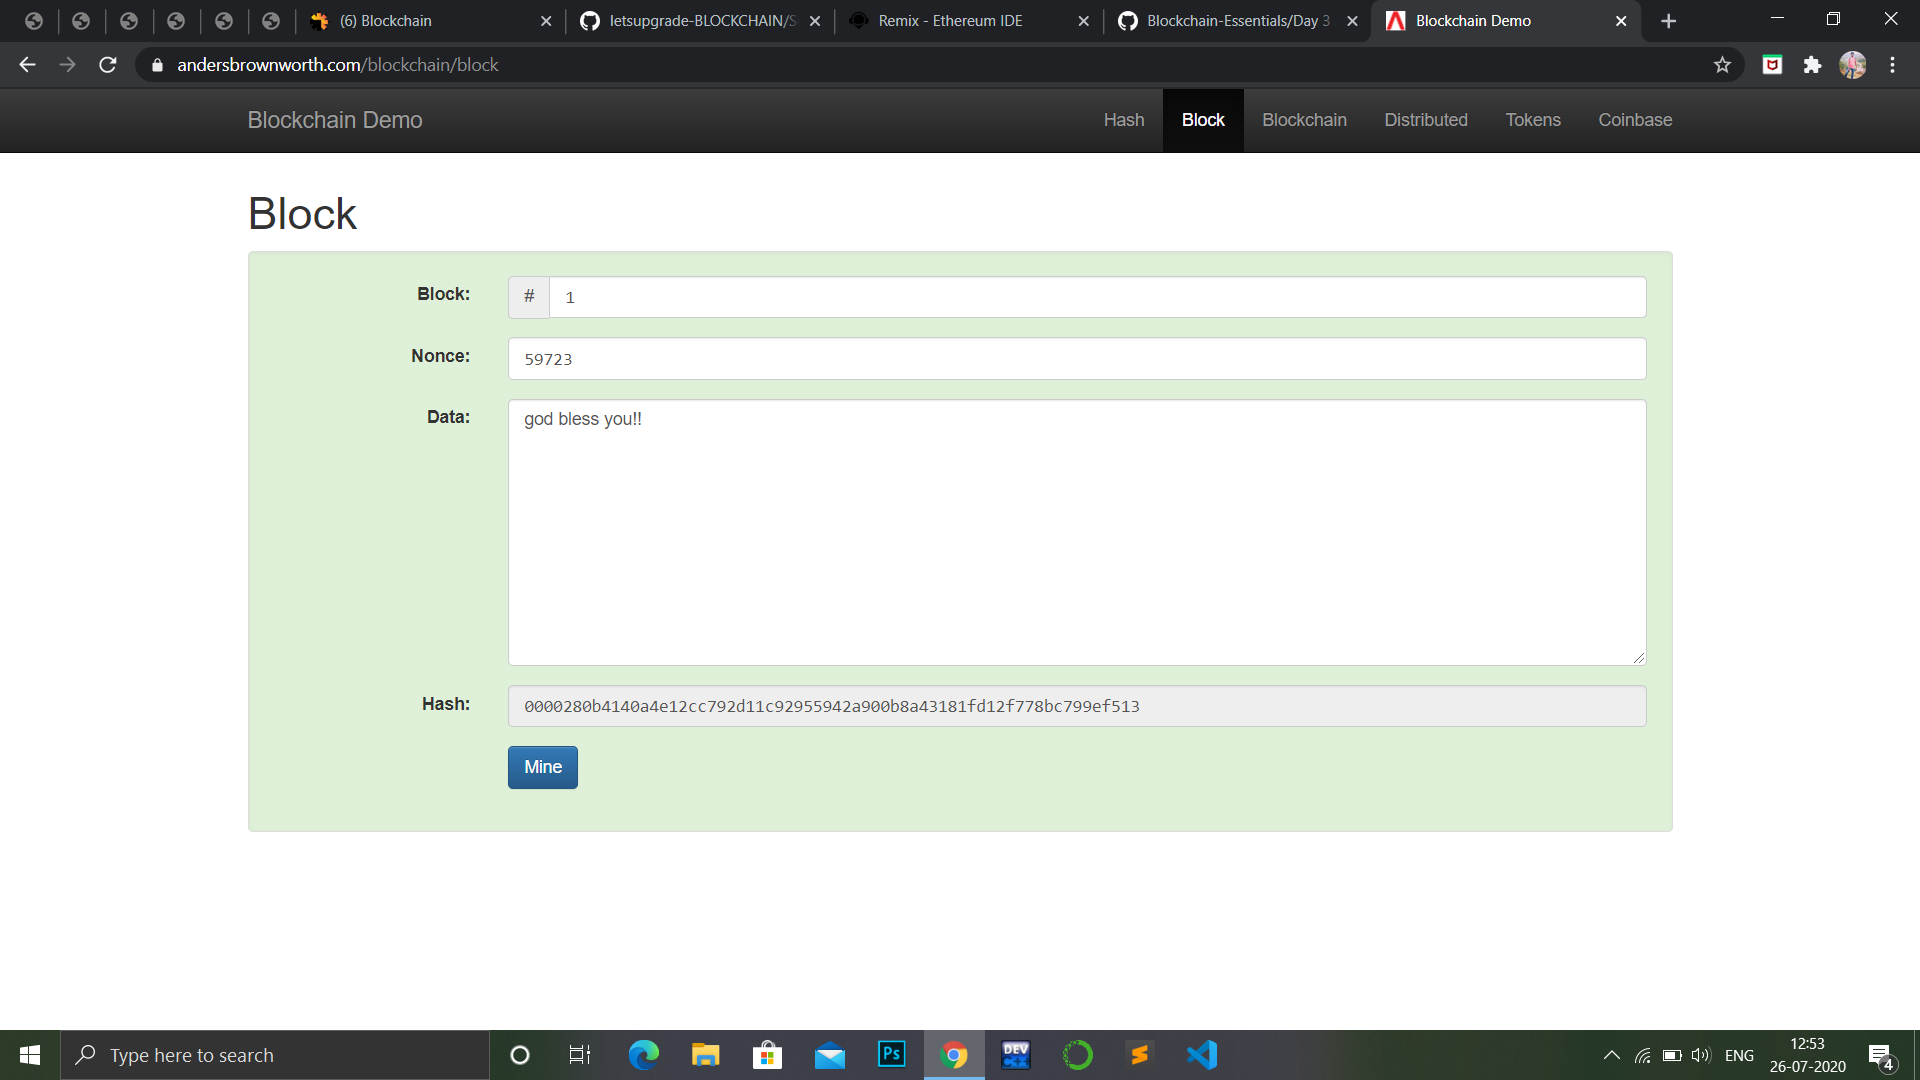 (6) Blockchain
letsupgrade-BLOCKCHAIN/S
Remix - Ethereum IDE
Blockchain-Essentials/Day 3
Blockchain Demo
andersbrownworth.com/blockchain/block
Blockchain Demo
Hash
Block
Blockchain
Distributed
Tokens
Coinbase
Block
Block:
# 1
Nonce:
59723
Data:
god bless you!!
Hash:
0000280b4140a4e12cc792d11c92955942a900b8a43181fd12f778bc799ef513
Mine
Type here to search
Ps
DEV
C++
ENG
12:53
26-07-2020
4